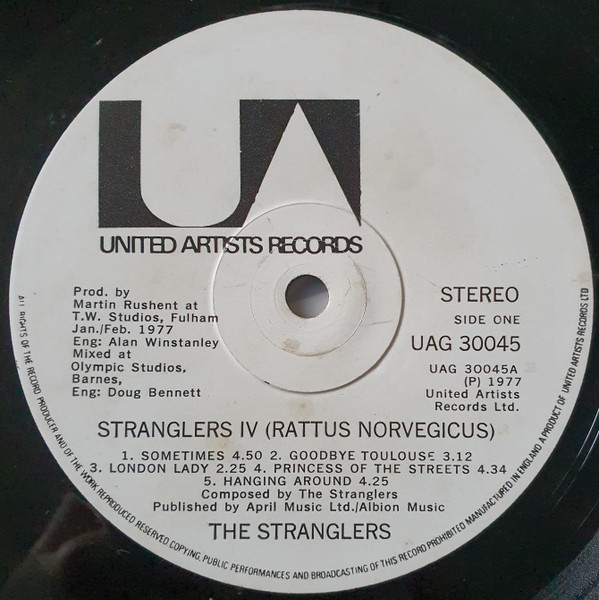 UA
UNITED ARTISTS RECORDS
Prod. by
Martin Rushent at
T.W. Studios, Fulham
Jan./Feb. 1977
Eng: Alan Winstanley
Mixed at
Olympic Studios,
Barnes,
Eng: Doug Bennett
STEREO
SIDE ONE
UAG 30045
UAG 30045A
(P) 1977
United Artists
Records Ltd.
STRANGLERS IV (RATTUS NORVEGICUS)
1. SOMETIMES 4.50 2. GOODBYE TOULOUSE 3.12
3. LONDON LADY 2.25 4. PRINCESS OF THE STREETS 4.34
5. HANGING AROUND 4.25
Composed by The Stranglers
Published by April Music Ltd./Albion Music
THE STRANGLERS
All RIGHTS OF THE RECORD PRODUCER AND OF THE WORK REPRODUCED RESERVED COPYING, PUBLIC PERFORMANCES AND BROADCASTING OF THIS RECORD PROHIBITED MANUFACTURED IN ENGLAND A PRODUCT OF UNITED ARTISTS RECORDS LTD